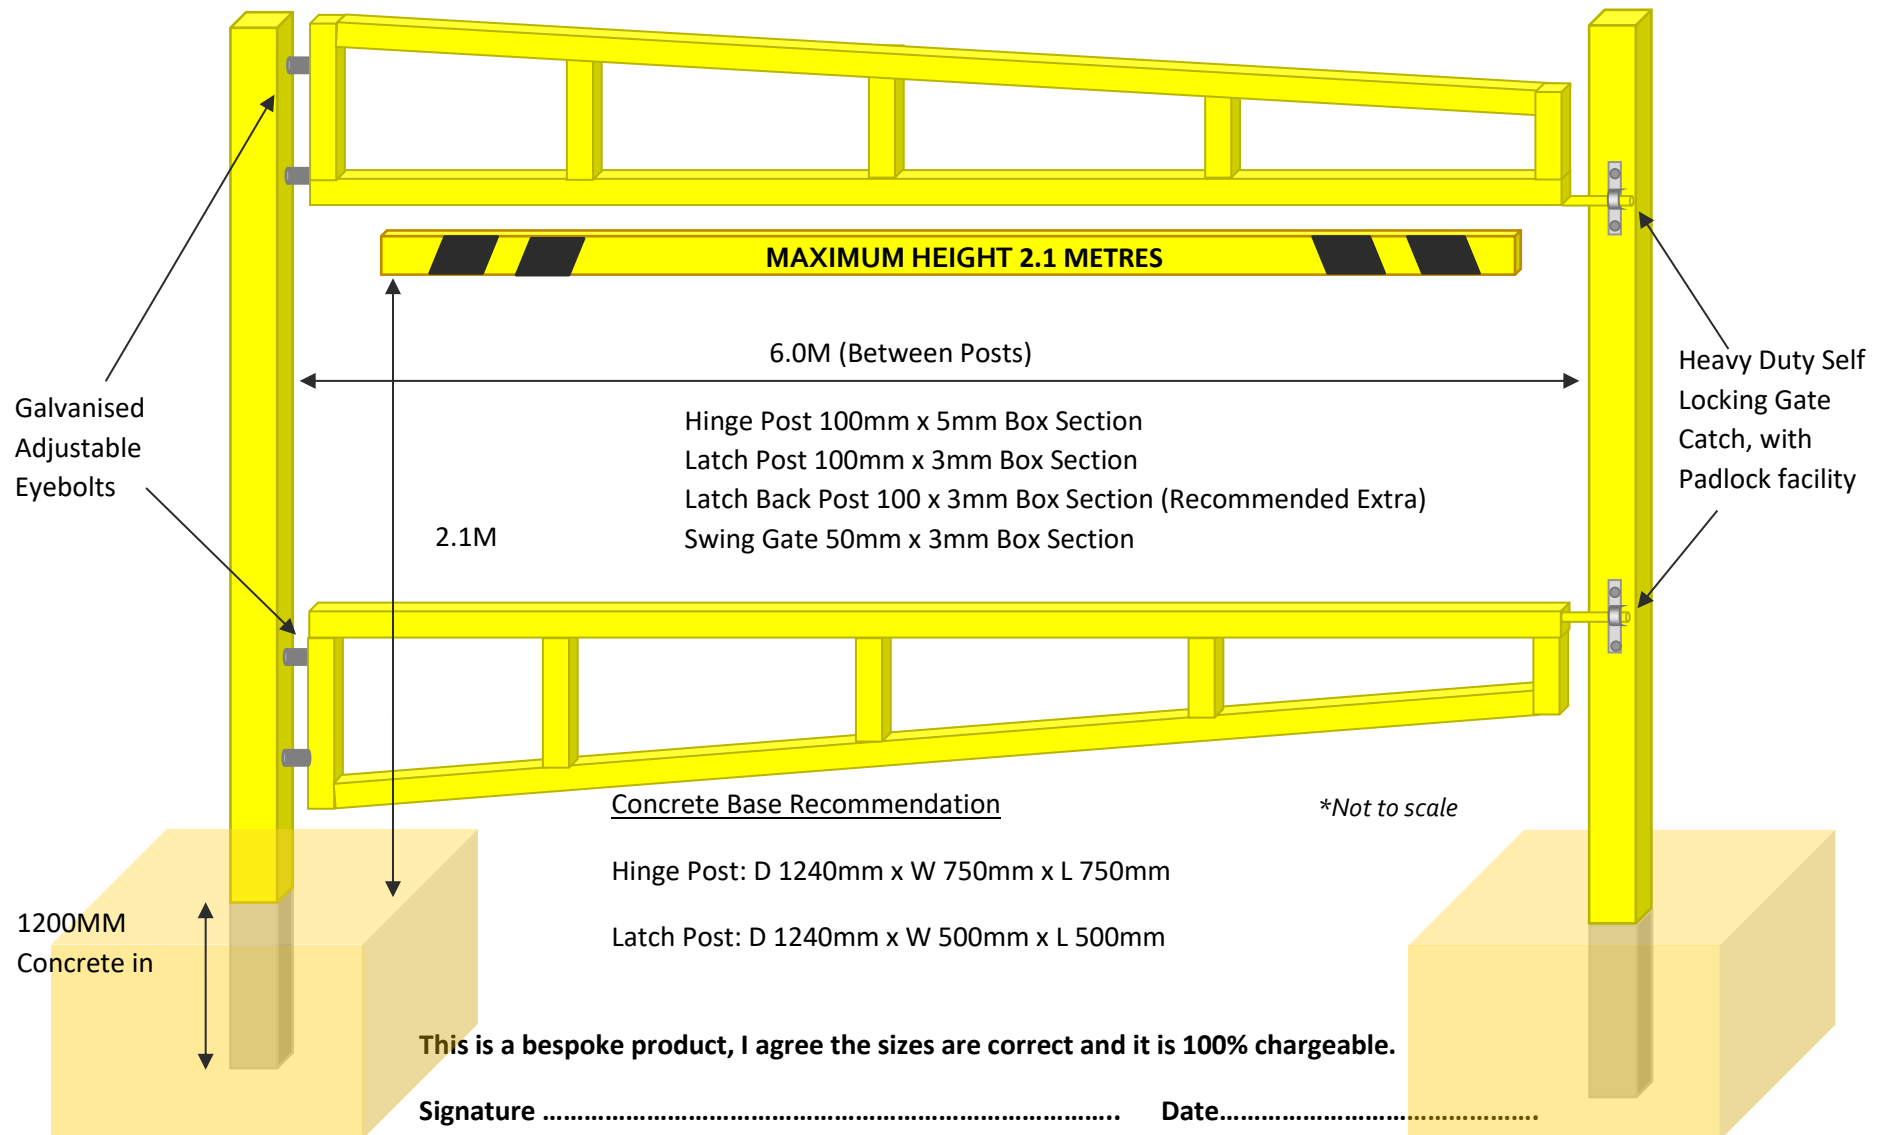 MAXIMUM HEIGHT 2.1 METRES
6.0M (Between Posts)
Galvanised
Adjustable
Eyebolts
Hinge Post 100mm x 5mm Box Section
Latch Post 100mm x 3mm Box Section
Latch Back Post 100 x 3mm Box Section (Recommended Extra)
Swing Gate 50mm x 3mm Box Section
2.1M
Heavy Duty Self
Locking Gate
Catch, with
Padlock facility
Concrete Base Recommendation
*Not to scale
Hinge Post: D 1240mm x W 750mm x L 750mm
Latch Post: D 1240mm x W 500mm x L 500mm
1200MM
Concrete in
This is a bespoke product, I agree the sizes are correct and it is 100% chargeable.
Signature ……………………………………………………………………….. Date……………………………………….